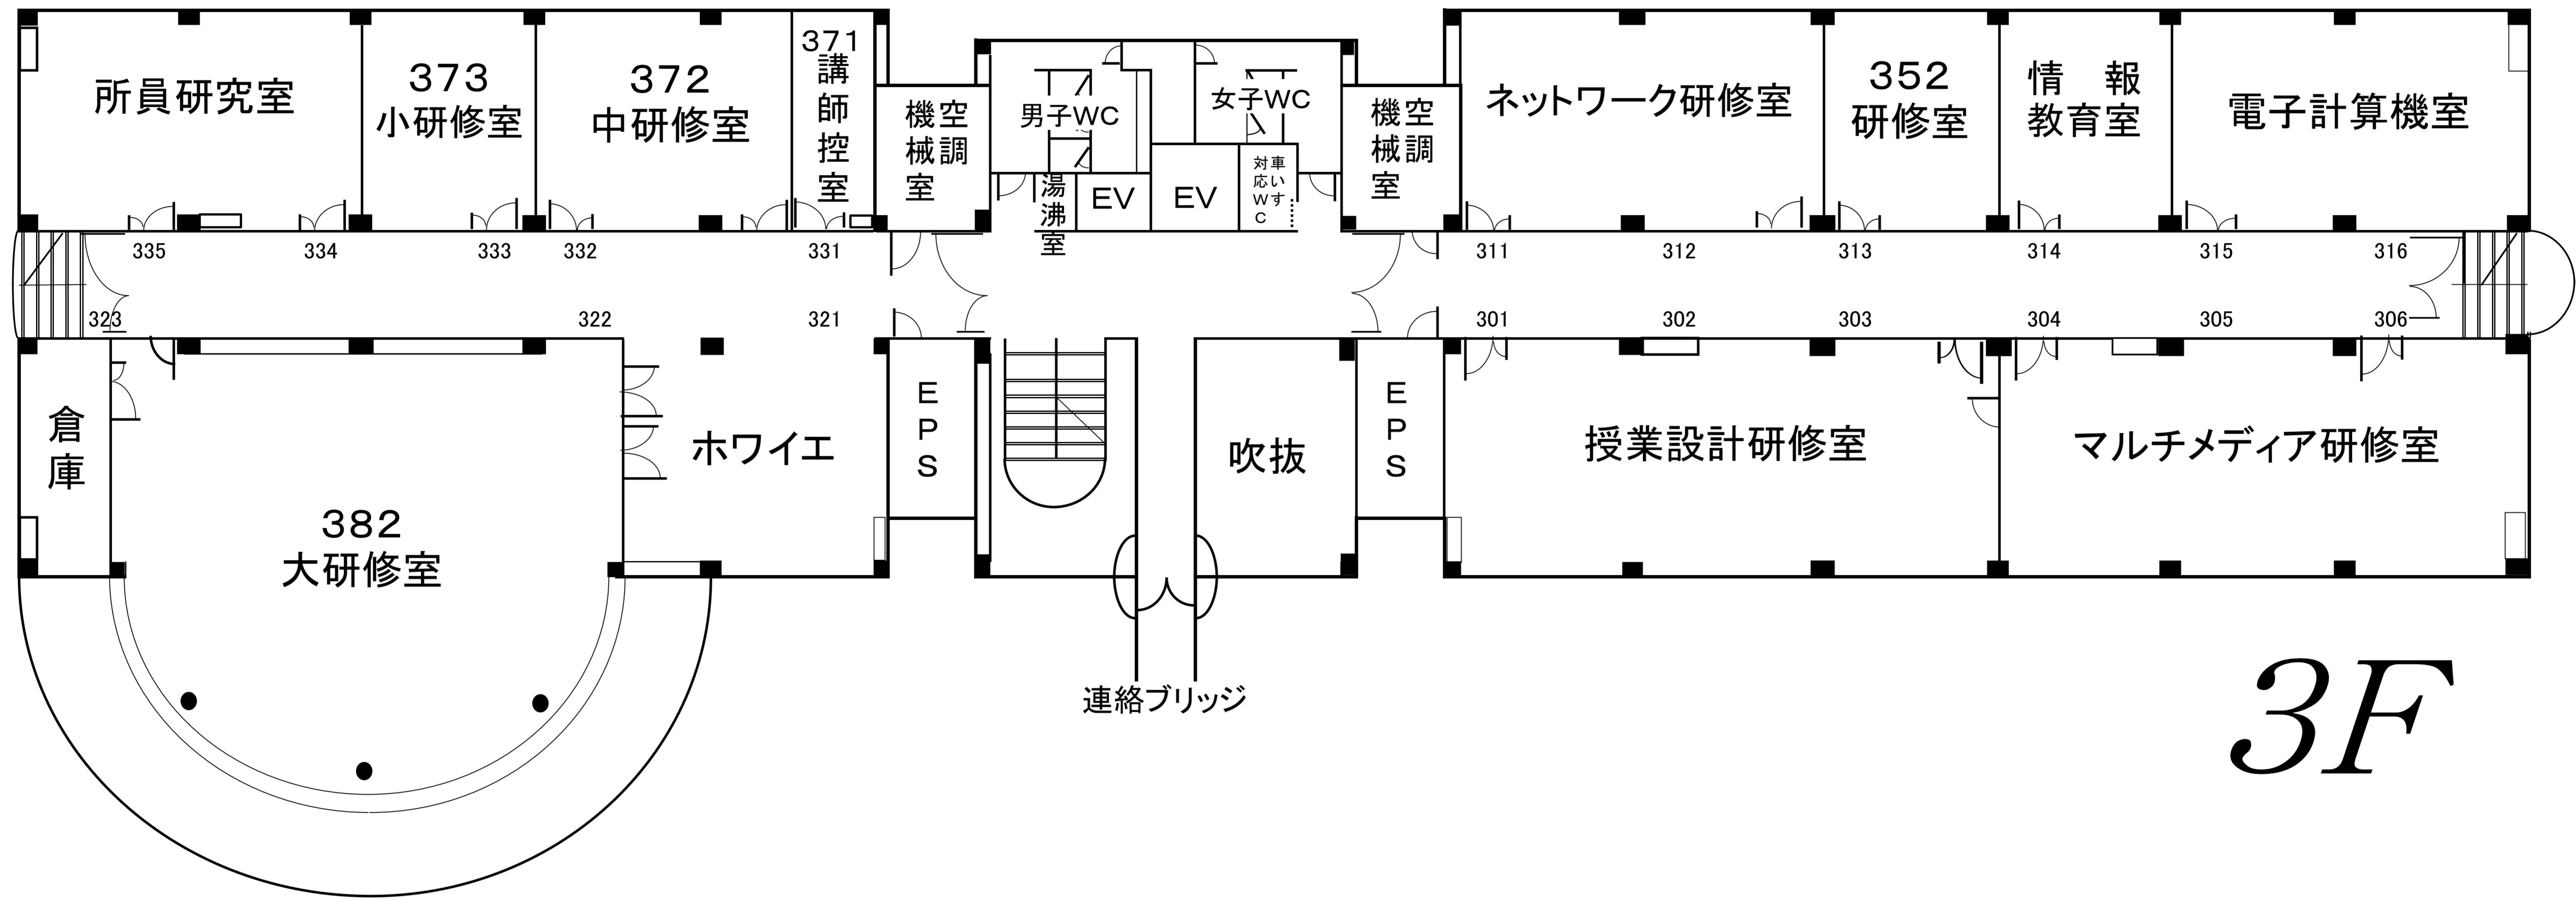 所員研究室
373
小研修室
372
中研修室
371
講師控室
空調
機械室
男子WC
女子WC
湯沸室
EV
EV
車いす
対応WC
空調
機械室
ネットワーク研修室
352
研修室
情　報
教育室
電子計算機室
335
334
333
332
331
311
312
313
314
315
316
323
322
321
301
302
303
304
305
306
倉庫
382
大研修室
ホワイエ
EPS
吹抜
EPS
授業設計研修室
マルチメディア研修室
連絡ブリッジ
3F